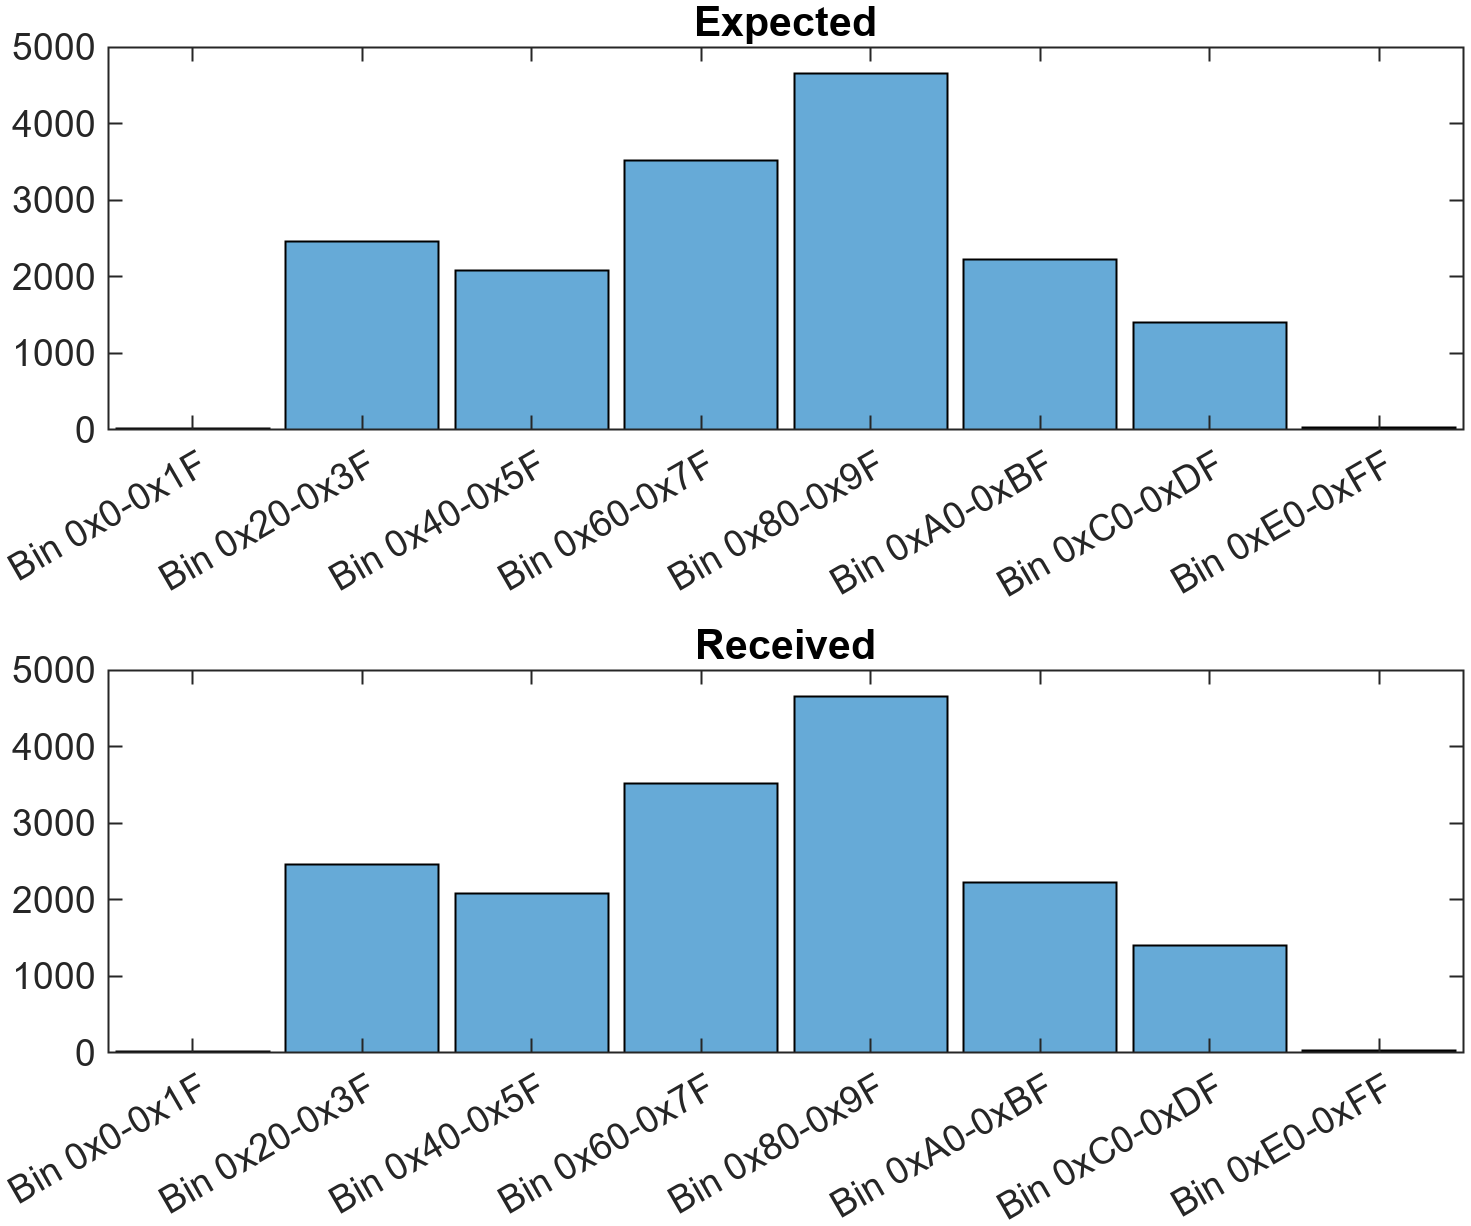 Expected
5000
4000
3000
2000
1000
0
Bin 0x0-0x1F
Bin 0x20-0x3F
Bin 0x40-0x5F
Bin 0x60-0x7F
Bin 0x80-0x9F
Bin 0xA0-0xBF
Bin 0xC0-0xDF
Bin 0xE0-0xFF
Received
5000
4000
3000
2000
1000
0
Bin 0x0-0x1F
Bin 0x20-0x3F
Bin 0x40-0x5F
Bin 0x60-0x7F
Bin 0x80-0x9F
Bin 0xA0-0xBF
Bin 0xC0-0xDF
Bin 0xE0-0xFF